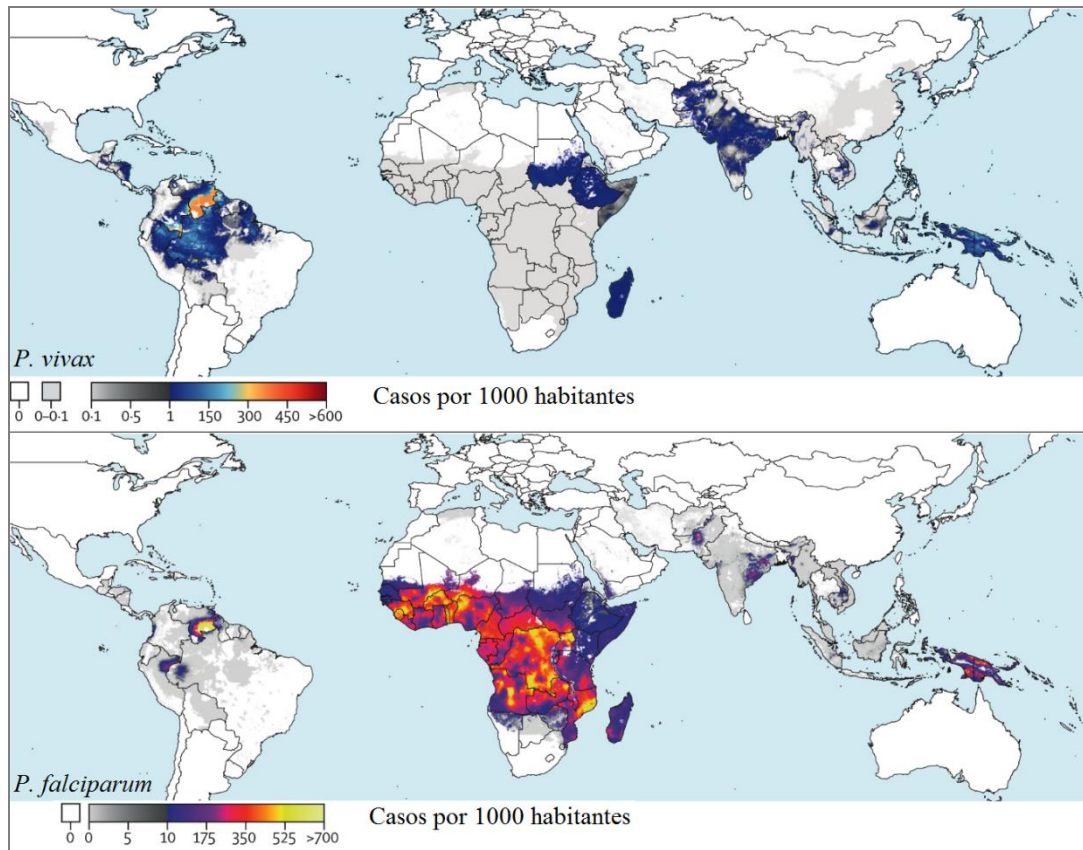 P. vivax
0 0–0·1 0·1 0·5 1 150 300 450 >600
Casos por 1000 habitantes
P. falciparum
0 0 5 10 175 350 525 >700
Casos por 1000 habitantes